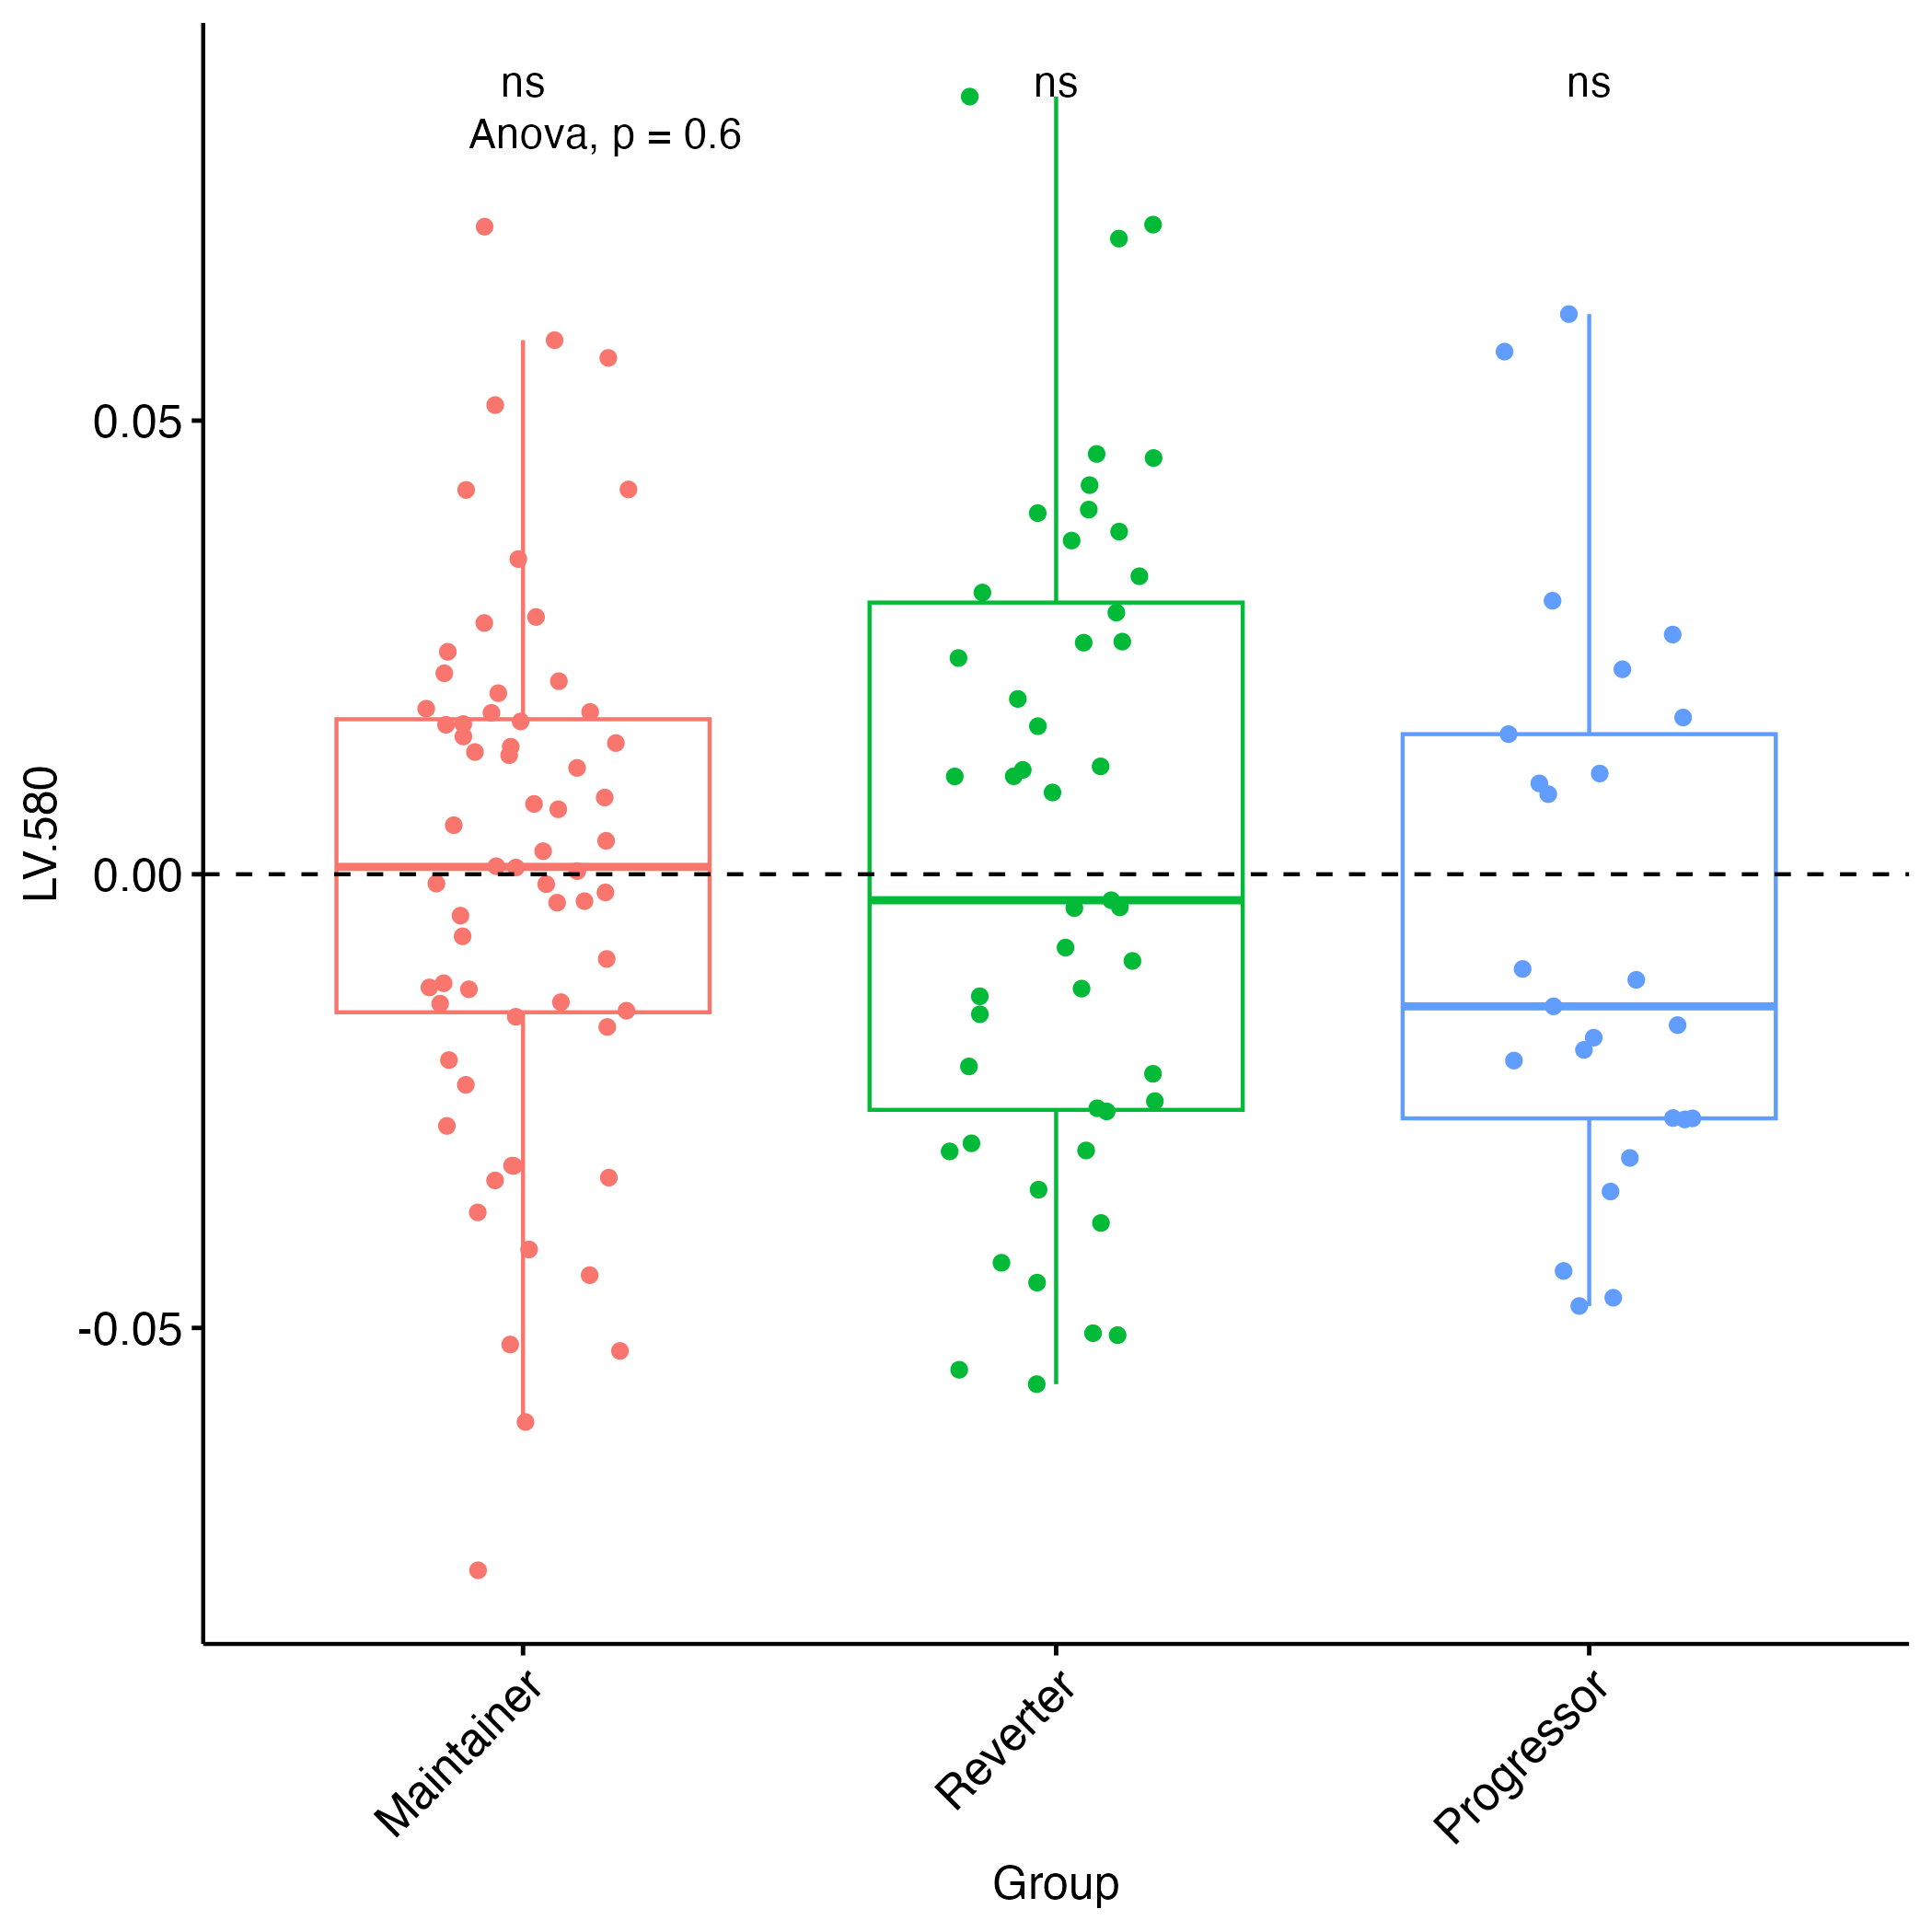 ns
ns
ns
Anova, p = 0.6
0.05
0.00
-0.05
LV.580
Maintainer
Reverter
Progressor
Group